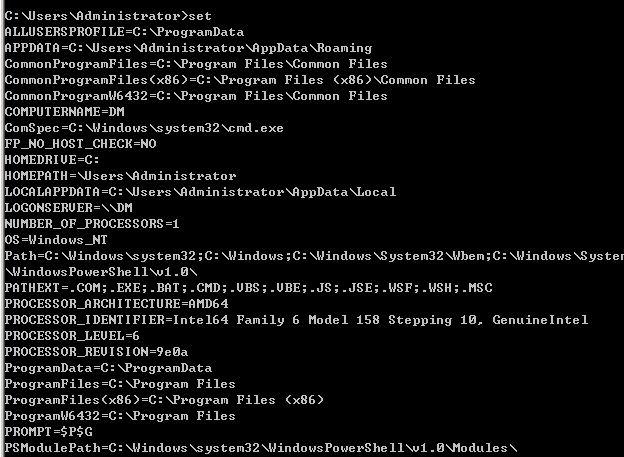 C:\Users\Administrator>set
ALLUSERSPROFILE=C:\ProgramData
APPDATA=C:\Users\Administrator\AppData\Roaming
CommonProgramFiles=C:\Program Files\Common Files
CommonProgramFiles(x86)=C:\Program Files (x86)\Common Files
CommonProgramW6432=C:\Program Files\Common Files
COMPUTERNAME=DM
ComSpec=C:\Windows\system32\cmd.exe
FP_NO_HOST_CHECK=NO
HOMEDRIVE=C:
HOMEPATH=\Users\Administrator
LOCALAPPDATA=C:\Users\Administrator\AppData\Local
LOGONSERVER=\\DM
NUMBER_OF_PROCESSORS=1
OS=Windows_NT
Path=C:\Windows\system32;C:\Windows;C:\Windows\System32\Wbem;C:\Windows\System
\WindowsPowerShell\v1.0\
PATHEXT=.COM;.EXE;.BAT;.CMD;.VBS;.VBE;.JS;.JSE;.WSF;.WSH;.MSC
PROCESSOR_ARCHITECTURE=AMD64
PROCESSOR_IDENTIFIER=Intel64 Family 6 Model 158 Stepping 10, GenuineIntel
PROCESSOR_LEVEL=6
PROCESSOR_REVISION=9e0a
ProgramData=C:\ProgramData
ProgramFiles=C:\Program Files
ProgramFiles(x86)=C:\Program Files (x86)
ProgramW6432=C:\Program Files
PROMPT=$P$G
PSModulePath=C:\Windows\system32\WindowsPowerShell\v1.0\Modules\